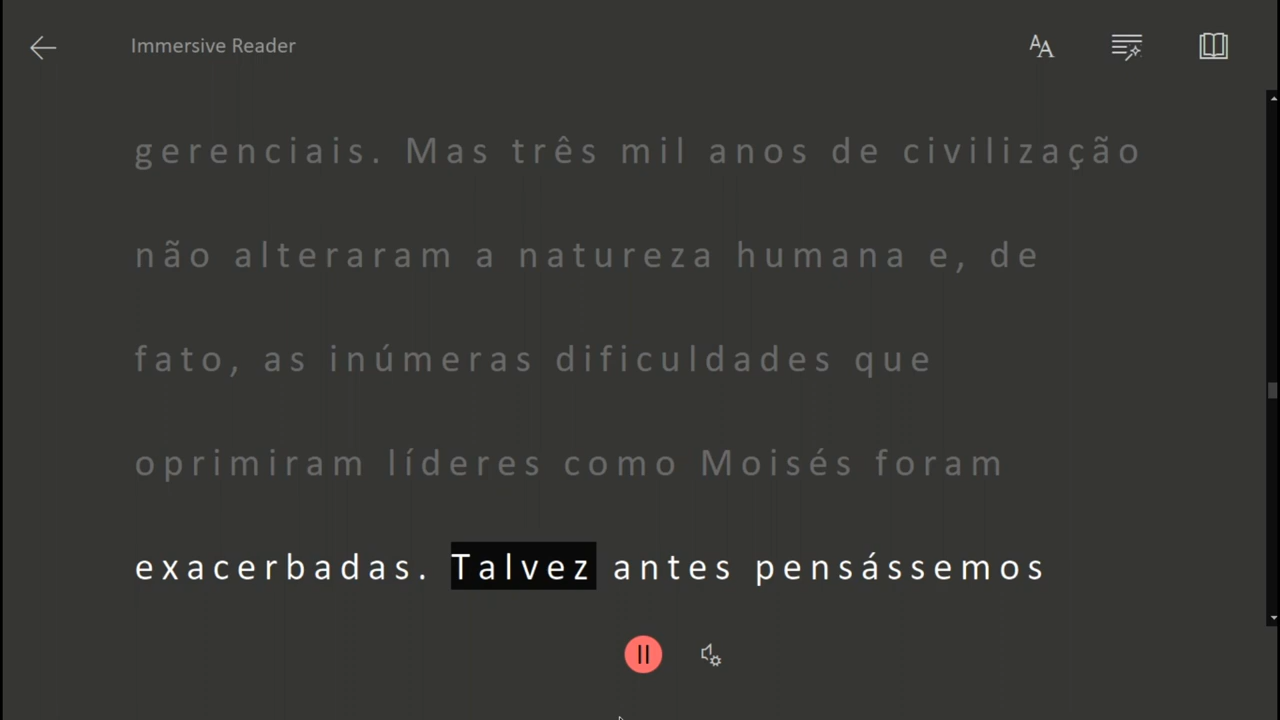 Immersive Reader
gerenciais. Mas três mil anos de civilização
não alteraram a natureza humana e, de
fato, as inúmeras dificuldades que
oprimiram líderes como Moisés foram
exacerbadas. Talvez antes pensássemos